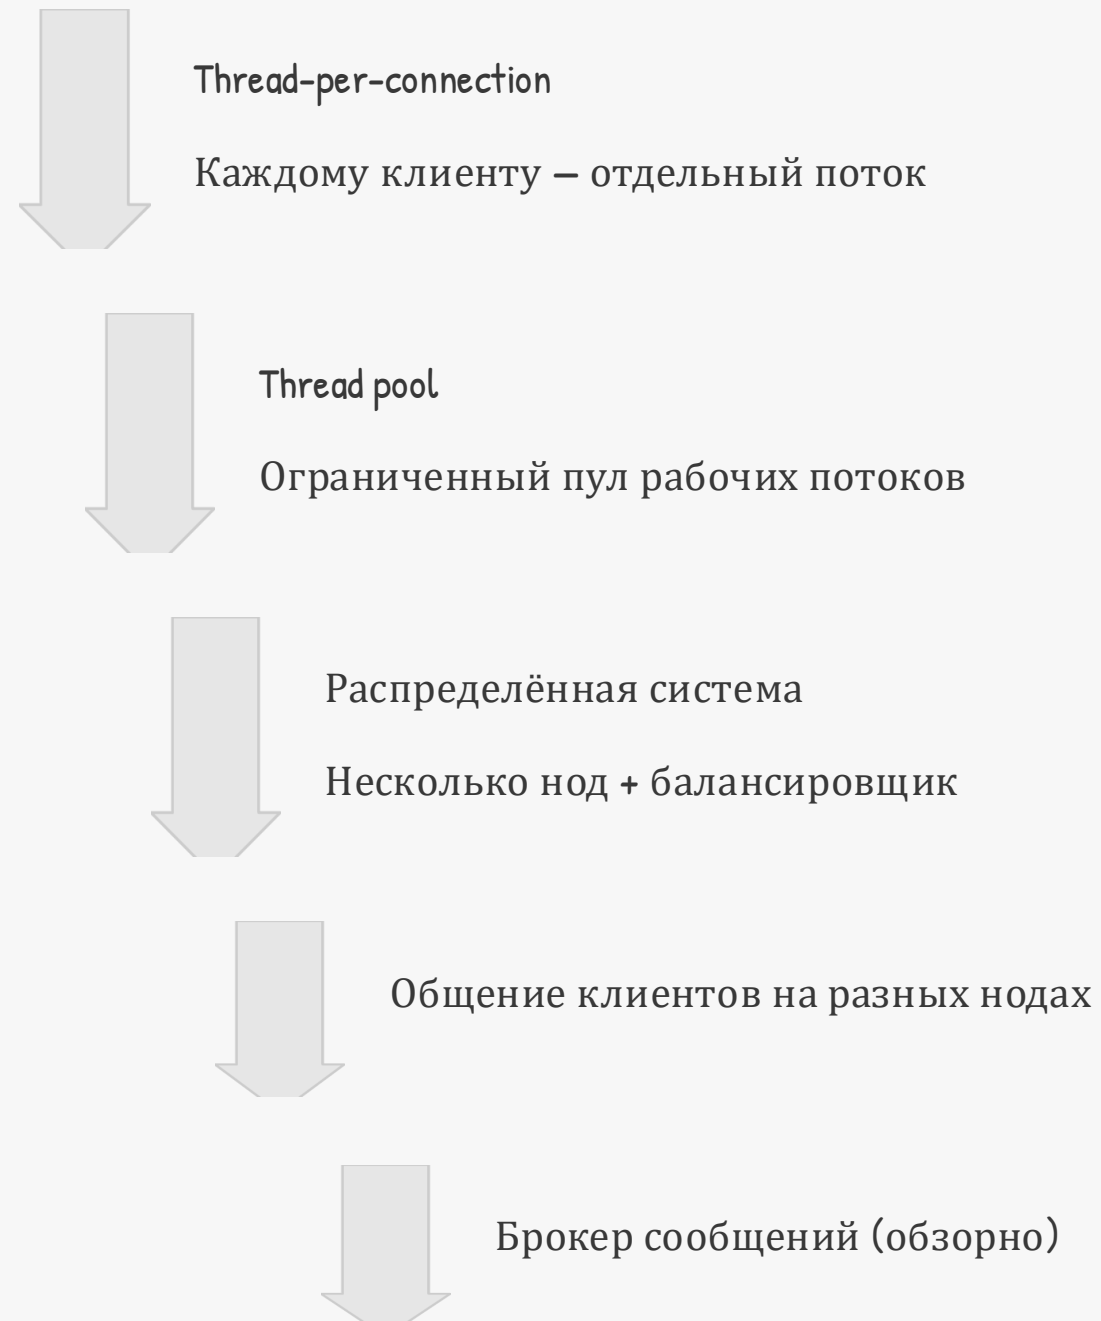 Thread-per-connection
Каждому клиенту — отдельный поток
Thread pool
Ограниченный пул рабочих потоков
Распределённая система
Несколько нод + балансировщик
Общение клиентов на разных нодах
Брокер сообщений (обзорно)